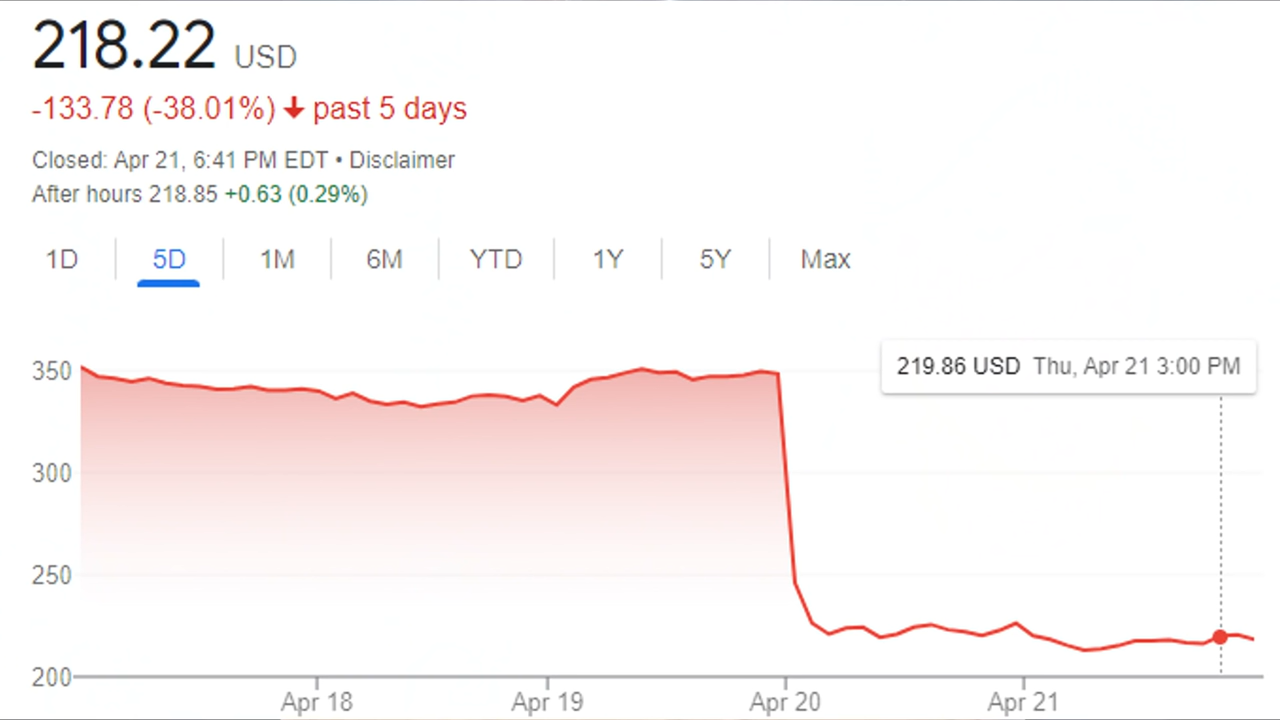 218.22 USD
-133.78 (-38.01%) ↓ past 5 days
Closed: Apr 21, 6:41 PM EDT • Disclaimer
After hours 218.85 +0.63 (0.29%)
1D 5D 1M 6M YTD 1Y 5Y Max
219.86 USD Thu, Apr 21 3:00 PM
350
300
250
200
Apr 18 Apr 19 Apr 20 Apr 21